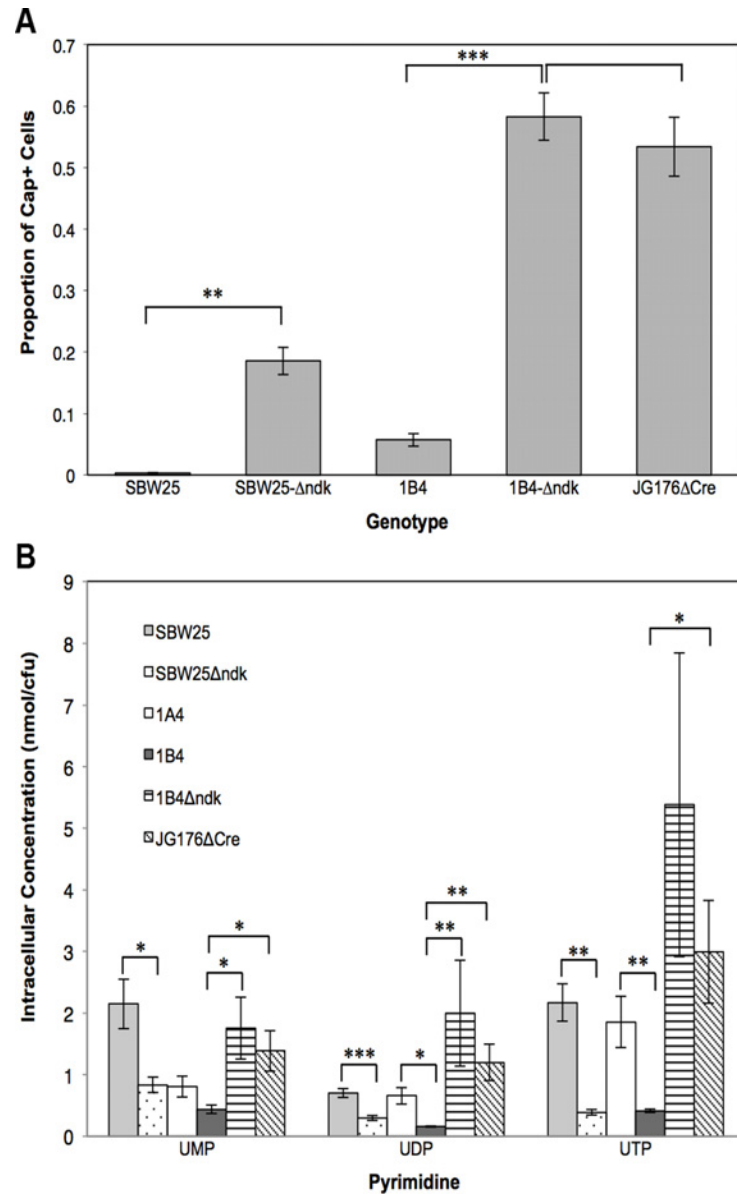 A
Proportion of Cap+ Cells
0.7
0.6
0.5
0.4
0.3
0.2
0.1
0
***
**
SBW25
SBW25-Δndk
1B4
1B4-Δndk
JG176ΔCre
Genotype
B
Intracellular Concentration (nmol/cfu)
9
8
7
6
5
4
3
2
1
0
SBW25
SBW25Δndk
1A4
1B4
1B4Δndk
JG176ΔCre
*
*
*
***
*
**
**
**
**
*
UMP
UDP
UTP
Pyrimidine